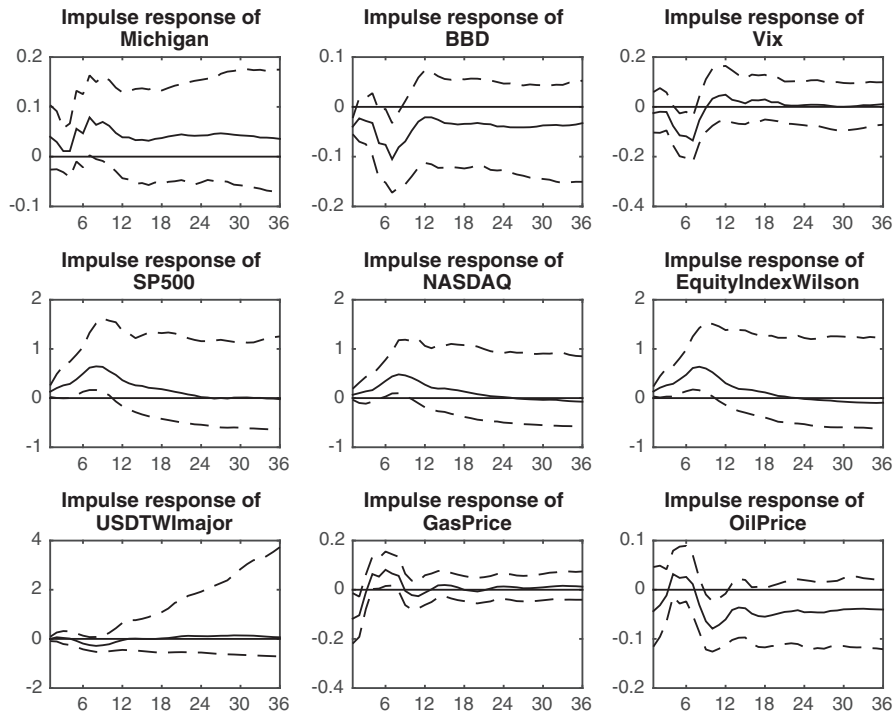 Impulse response of
Michigan
0.2
0.1
0
-0.1
6 12 18 24 30 36
Impulse response of
BBD
0.1
0
-0.1
-0.2
6 12 18 24 30 36
Impulse response of
Vix
0.2
0
-0.2
-0.4
6 12 18 24 30 36
Impulse response of
SP500
2
1
0
-1
6 12 18 24 30 36
Impulse response of
NASDAQ
2
1
0
-1
6 12 18 24 30 36
Impulse response of
EquityIndexWilson
2
1
0
-1
6 12 18 24 30 36
Impulse response of
USDTWImajor
4
2
0
-2
6 12 18 24 30 36
Impulse response of
GasPrice
0.2
0
-0.2
-0.4
6 12 18 24 30 36
Impulse response of
OilPrice
0.1
0
-0.1
-0.2
6 12 18 24 30 36